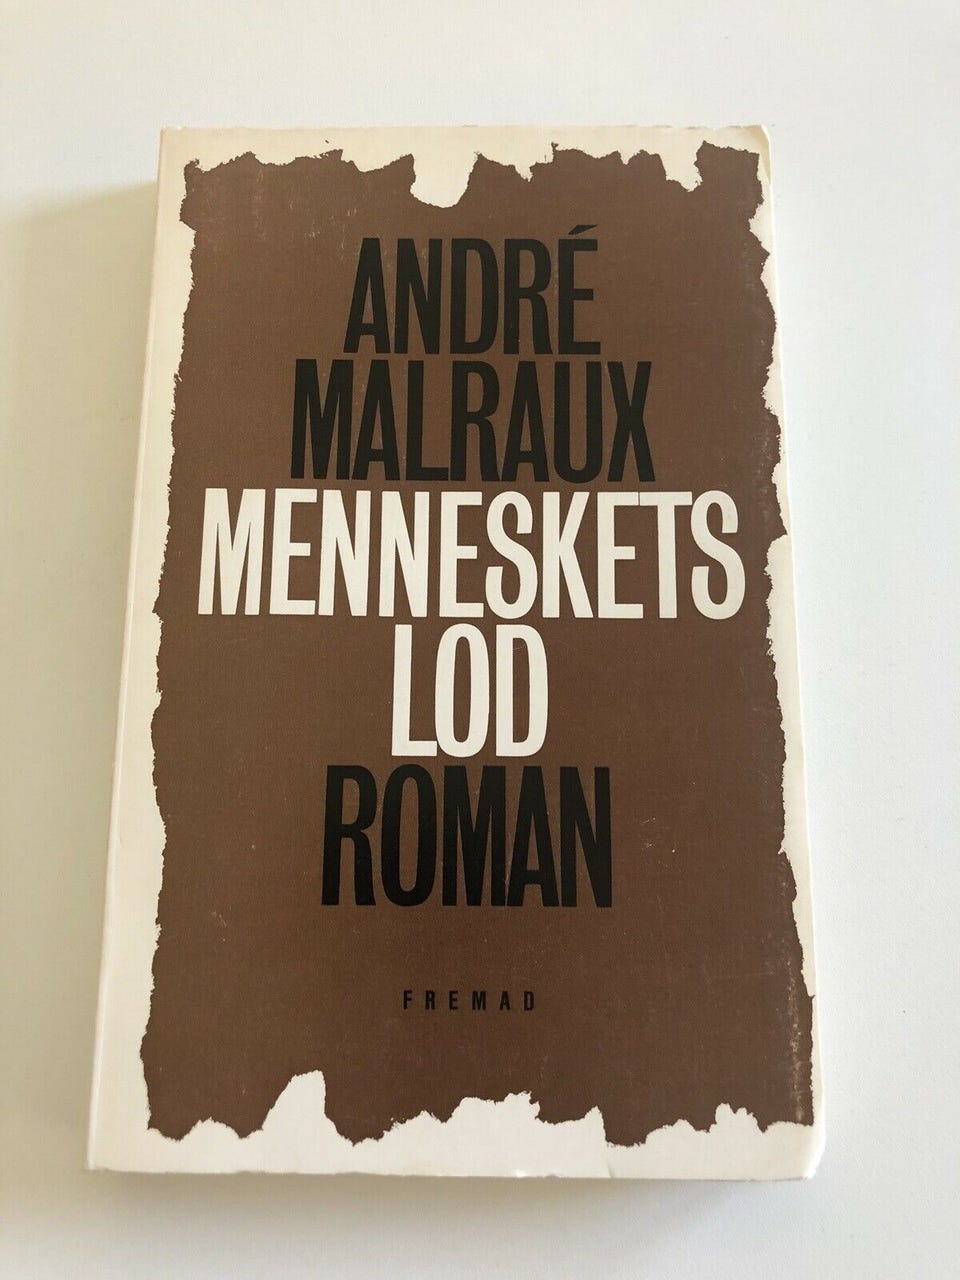 ANDRÉ
MALRAUX
MENNESKETS
LOD
ROMAN
FREMAD